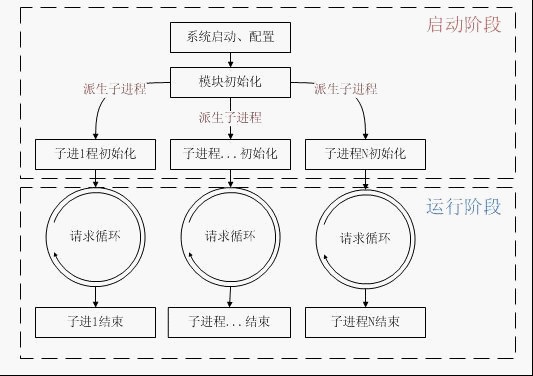 启动阶段
系统启动、配置
模块初始化
派生子进程
派生子进程
派生子进程
子进1程初始化
子进程...初始化
子进程N初始化
运行阶段
请求循环
请求循环
请求循环
子进1结束
子进程...结束
子进程N结束